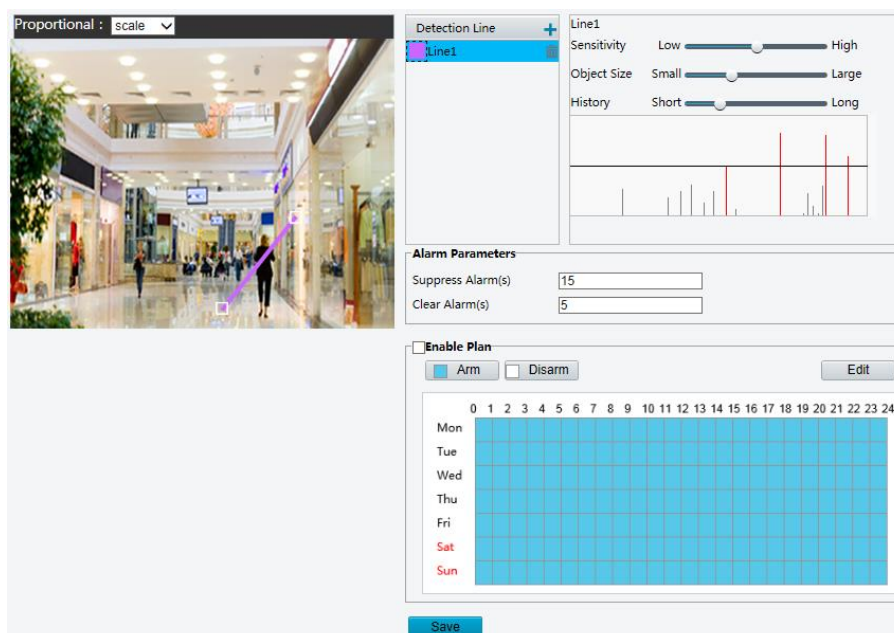 Proportional : scale
Detection Line +
Line1
Line1
Sensitivity Low High
Object Size Small Large
History Short Long
Alarm Parameters
Suppress Alarm(s) 15
Clear Alarm(s) 5
Enable Plan
Arm Disarm Edit
0 1 2 3 4 5 6 7 8 9 10 11 12 13 14 15 16 17 18 19 20 21 22 23 24
Mon
Tue
Wed
Thu
Fri
Sat
Sun
Save